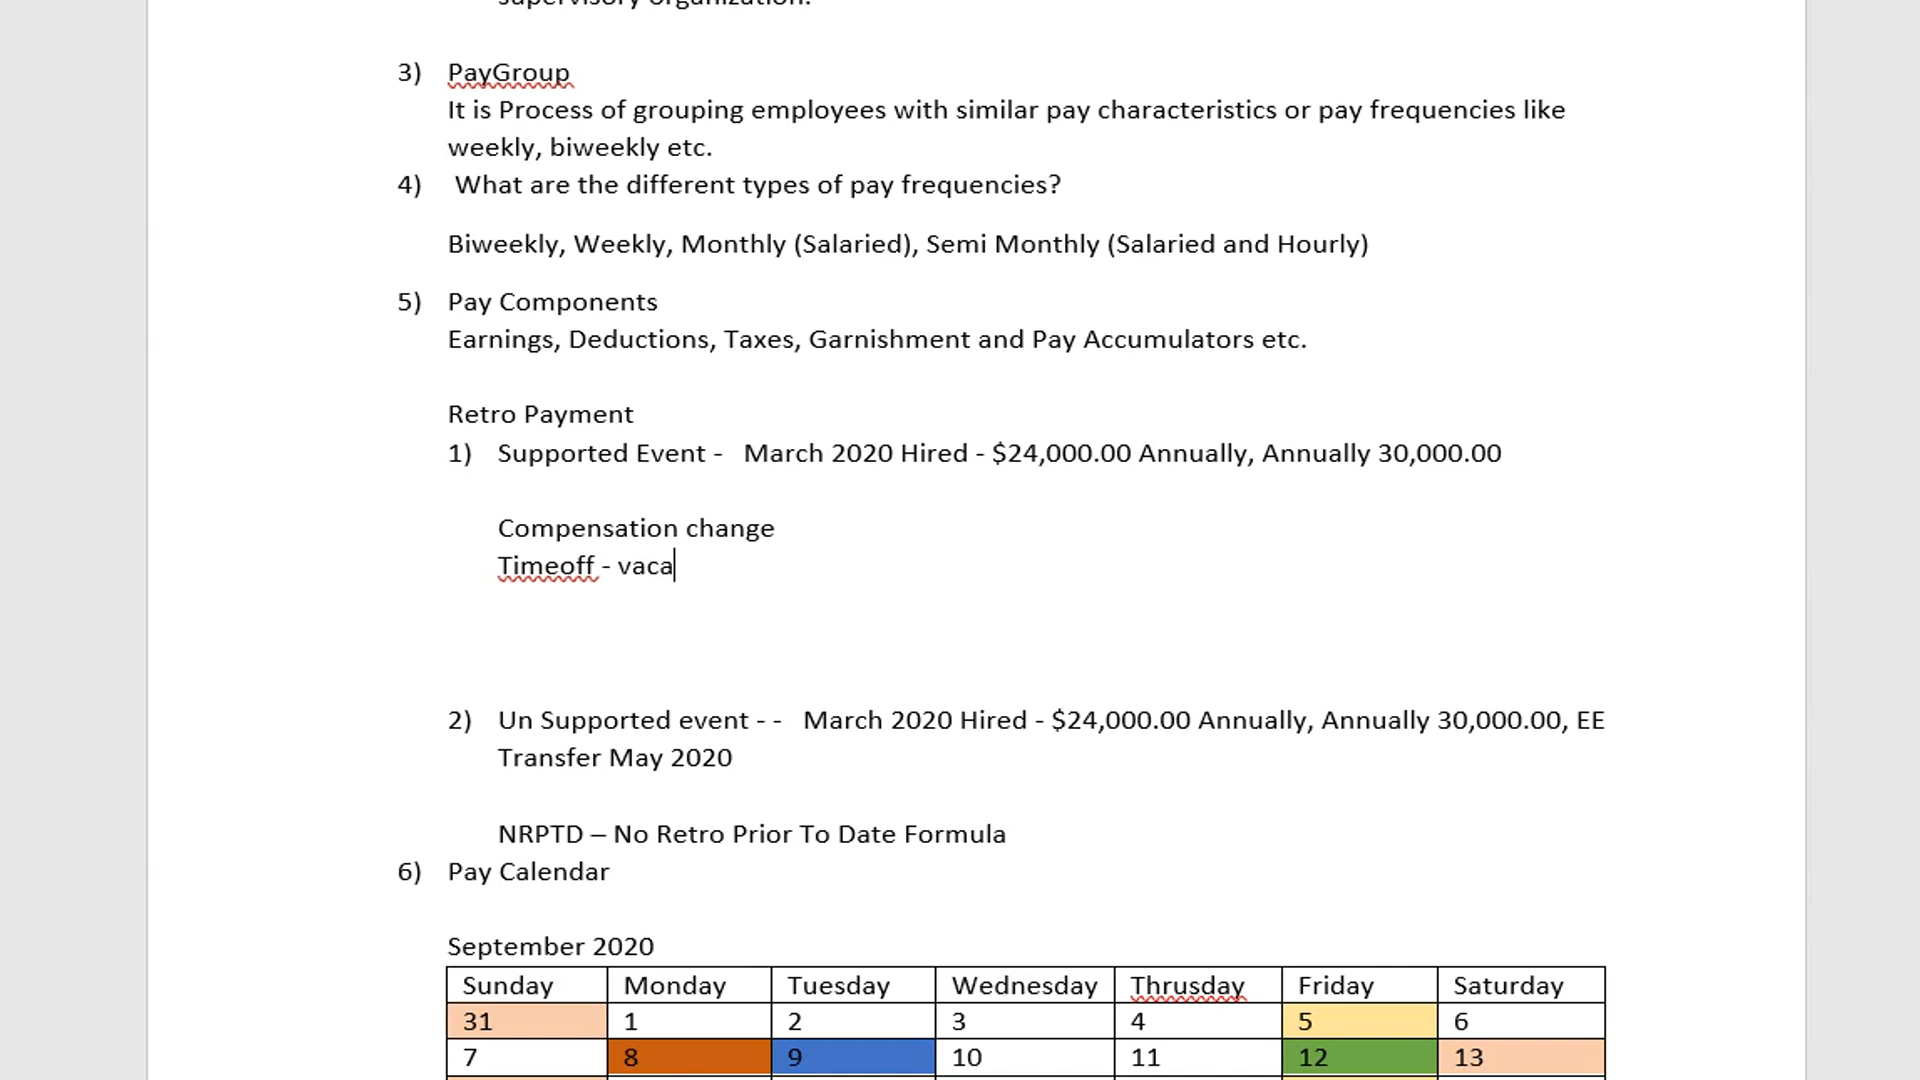 supervisory organization.
3) PayGroup
It is Process of grouping employees with similar pay characteristics or pay frequencies like
weekly, biweekly etc.
4) What are the different types of pay frequencies?
Biweekly, Weekly, Monthly (Salaried), Semi Monthly (Salaried and Hourly)
5) Pay Components
Earnings, Deductions, Taxes, Garnishment and Pay Accumulators etc.
Retro Payment
1) Supported Event - March 2020 Hired - $24,000.00 Annually, Annually 30,000.00
Compensation change
Timeoff - vaca
2) Un Supported event - - March 2020 Hired - $24,000.00 Annually, Annually 30,000.00, EE
Transfer May 2020
NRPTD – No Retro Prior To Date Formula
6) Pay Calendar
September 2020
Sunday Monday Tuesday Wednesday Thrusday Friday Saturday
31 1 2 3 4 5 6
7 8 9 10 11 12 13